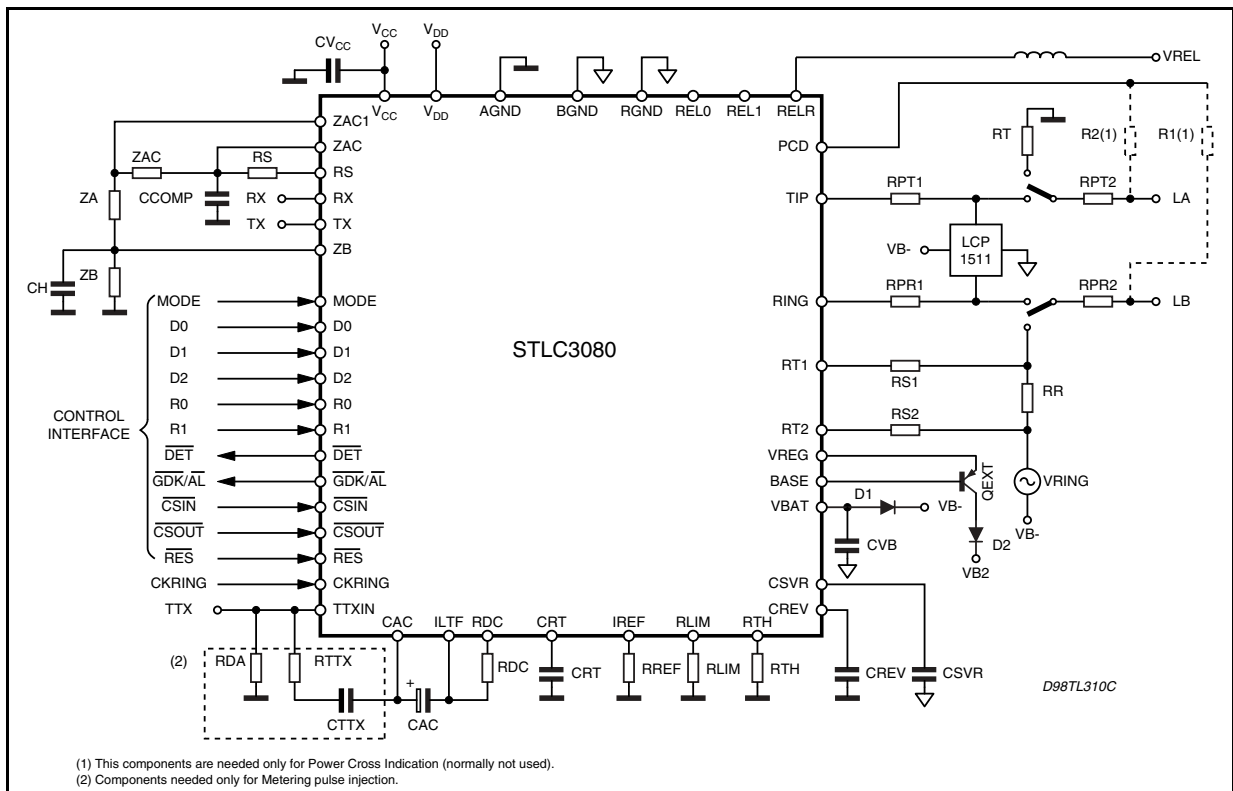 CVCC
VCC
VDD
VREL
VCC
VDD
AGND
BGND
RGND
REL0
REL1
RELR
ZAC1
ZAC
RS
RX
TX
ZB
ZAC
RS
ZA
CCOMP
RX
TX
CH
ZB
PCD
RT
R2(1)
R1(1)
TIP
RPT1
RPT2
LA
VB-
LCP
1511
RING
RPR1
RPR2
LB
STLC3080
CONTROL
INTERFACE
MODE
MODE
D0
D0
D1
D1
D2
D2
R0
R0
R1
R1
DET
DET
GDK/AL
GDK/AL
CSIN
CSIN
CSOUT
CSOUT
RES
RES
CKRING
CKRING
TTX
TTXIN
RT1
RS1
RR
RT2
RS2
VREG
BASE
QEXT
VRING
VB-
VBAT
D1
VB-
CVB
D2
VB2
CSVR
CREV
CAC
ILTF
RDC
CRT
IREF
RLIM
RTH
(2)
RDA
RTTX
CTTX
+
CAC
RDC
CRT
RREF
RLIM
RTH
CREV
CSVR
D98TL310C
(1) This components are needed only for Power Cross Indication (normally not used).
(2) Components needed only for Metering pulse injection.